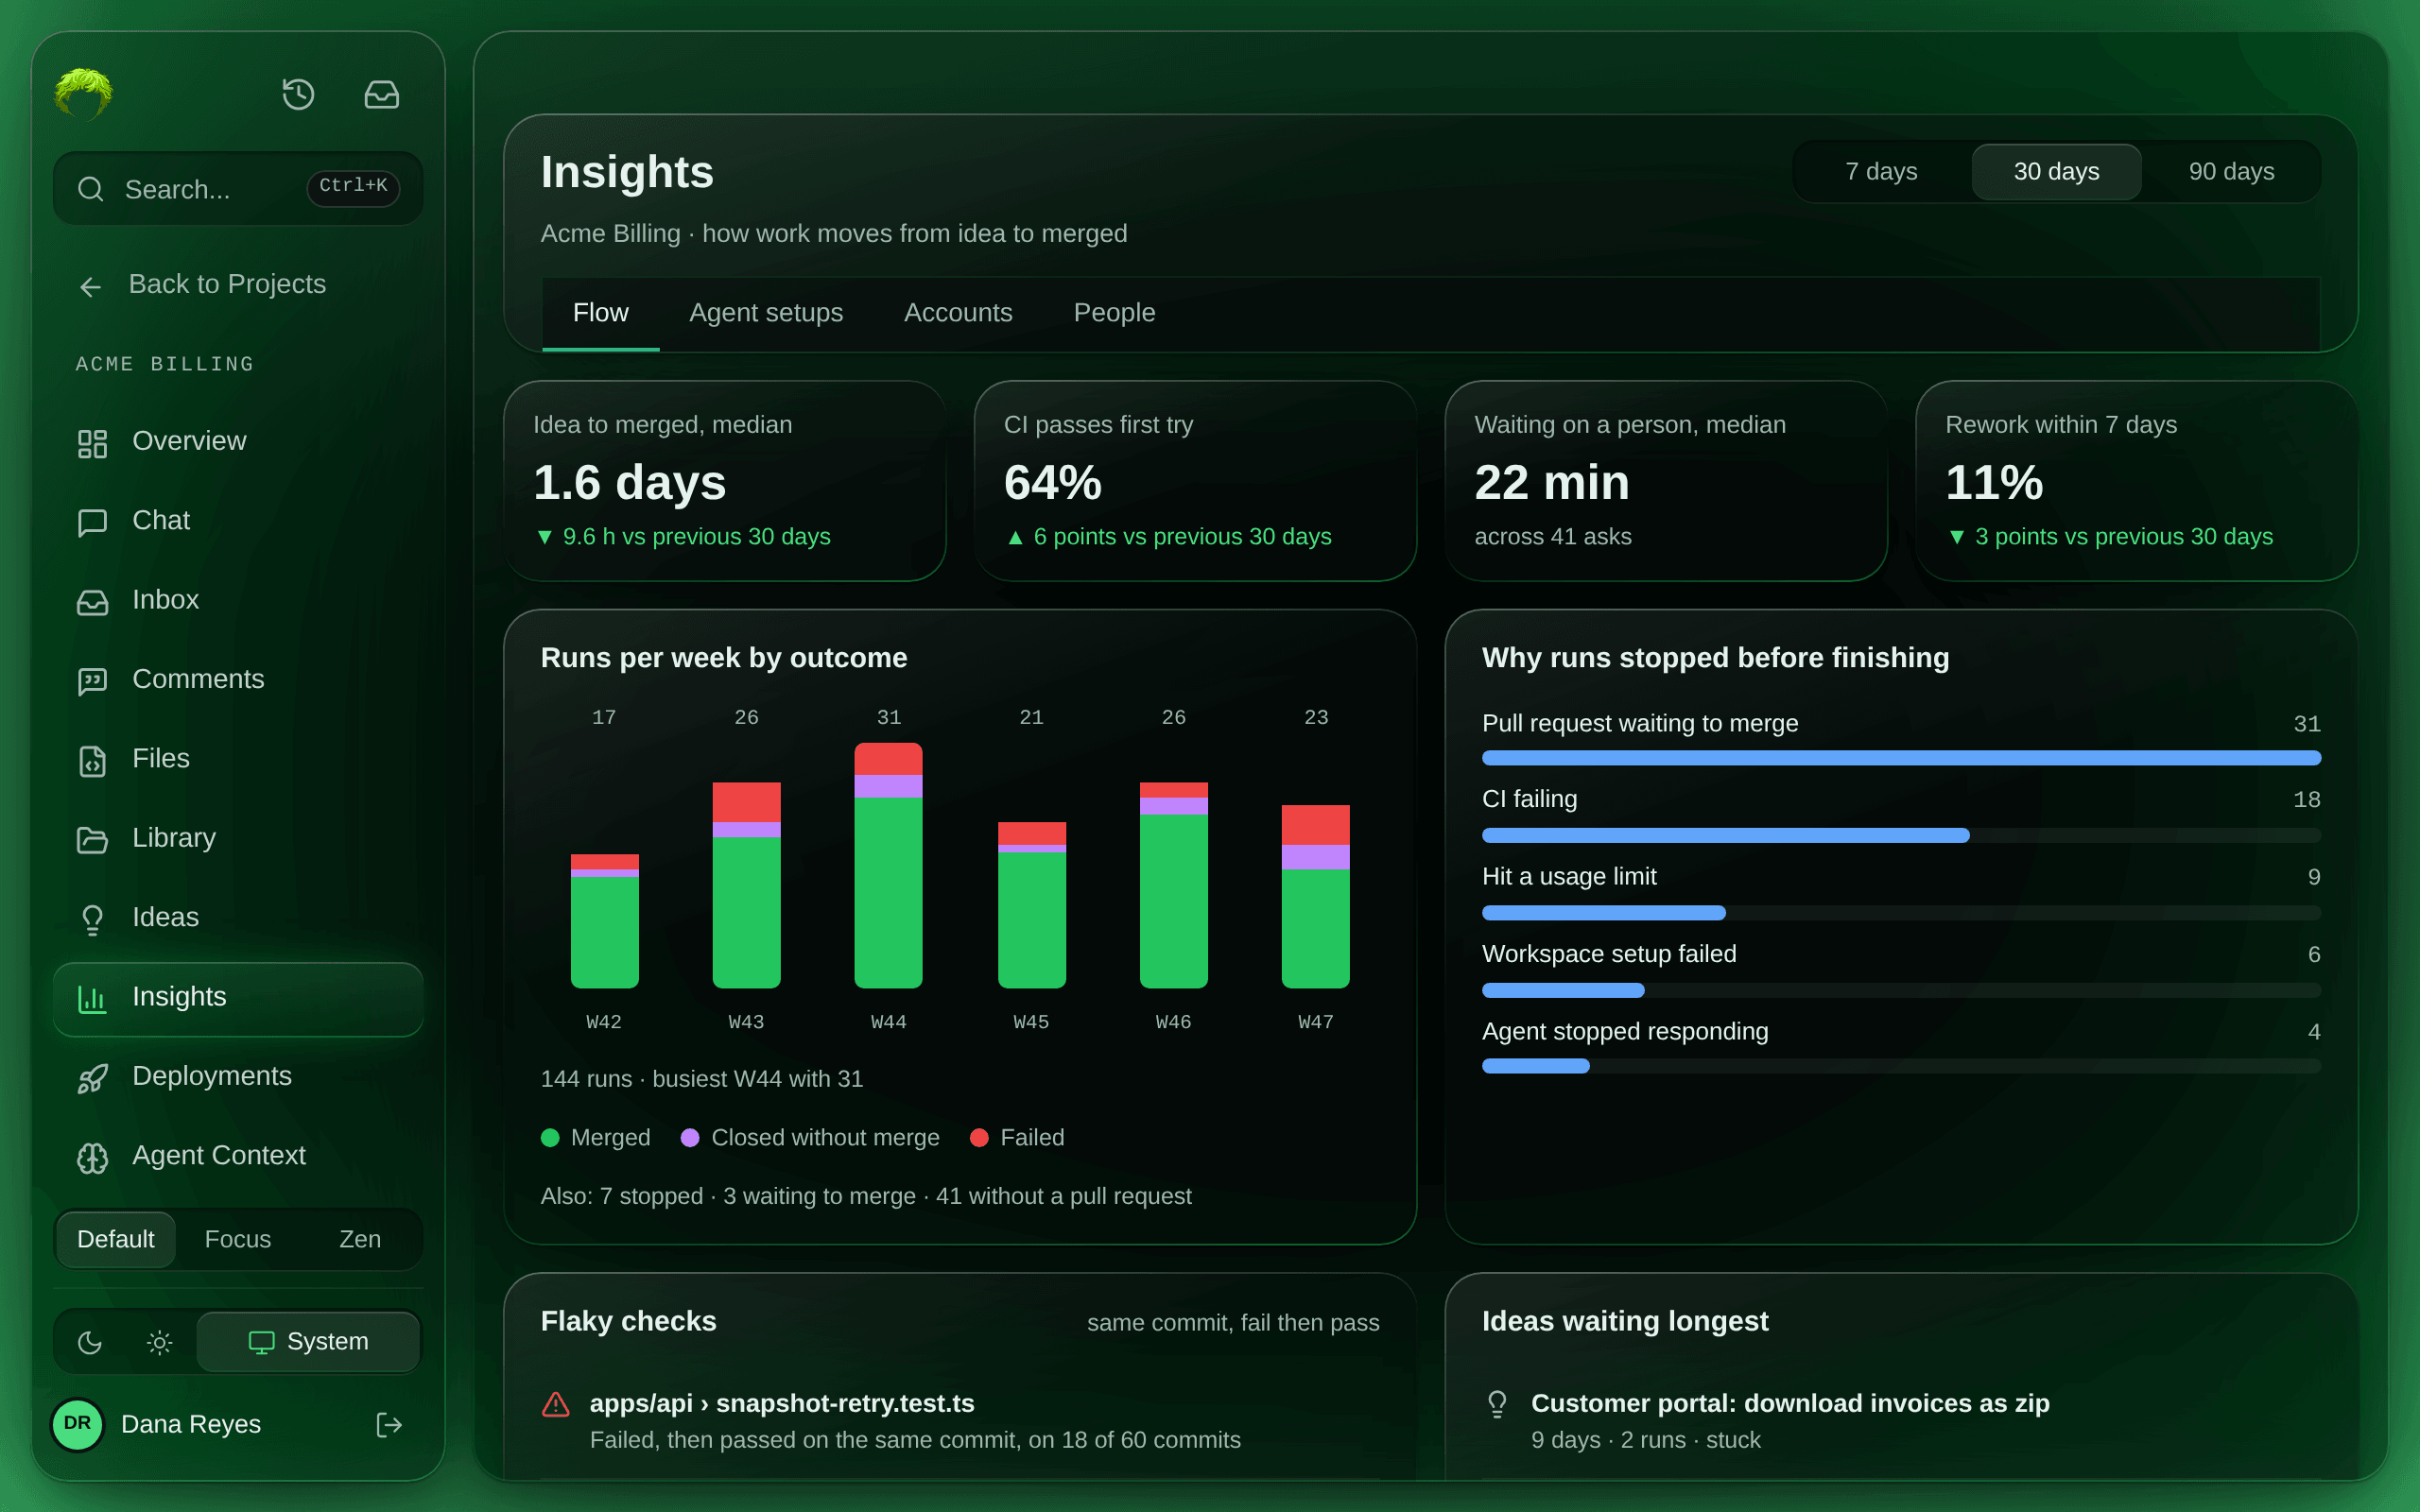 Search...
Ctrl+K
Back to Projects
ACME BILLING
Overview
Chat
Inbox
Comments
Files
Library
Ideas
Insights
Deployments
Agent Context
Default
Focus
Zen
System
DR
Dana Reyes
Insights
7 days
30 days
90 days
Acme Billing · how work moves from idea to merged
Flow
Agent setups
Accounts
People
Idea to merged, median
1.6 days
▼ 9.6 h vs previous 30 days
CI passes first try
64%
▲ 6 points vs previous 30 days
Waiting on a person, median
22 min
across 41 asks
Rework within 7 days
11%
▼ 3 points vs previous 30 days
Runs per week by outcome
17
26
31
21
26
23
W42
W43
W44
W45
W46
W47
144 runs · busiest W44 with 31
Merged
Closed without merge
Failed
Also: 7 stopped · 3 waiting to merge · 41 without a pull request
Why runs stopped before finishing
Pull request waiting to merge
31
CI failing
18
Hit a usage limit
9
Workspace setup failed
6
Agent stopped responding
4
Flaky checks
same commit, fail then pass
apps/api › snapshot-retry.test.ts
Failed, then passed on the same commit, on 18 of 60 commits
Ideas waiting longest
Customer portal: download invoices as zip
9 days · 2 runs · stuck